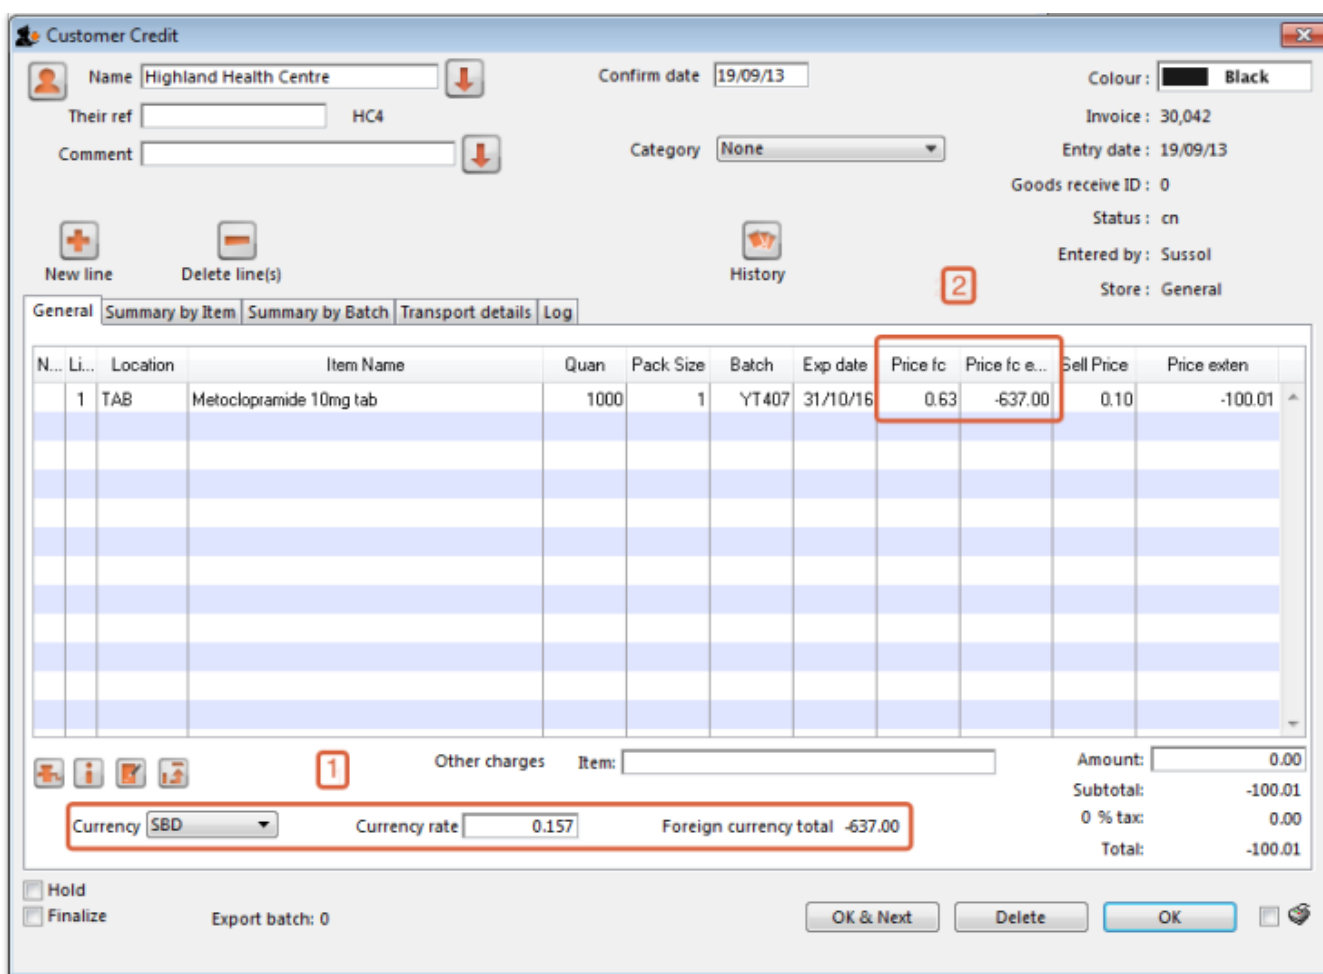 Customer Credit
Name Highland Health Centre Confirm date 19/09/13 Colour : Black
Their ref HC4 Invoice : 30,042
Comment Category None Entry date : 19/09/13
Goods receive ID : 0
Status : cn
New line Delete line(s) History Entered by : Sussol
2 Store : General
General Summary by Item Summary by Batch Transport details Log
N... Li... Location Item Name Quan Pack Size Batch Exp date Price fc Price fc e... Sell Price Price exten
1 TAB Metoclopramide 10mg tab 1000 1 YT407 31/10/16 0.63 -637.00 0.10 -100.01
1 Other charges Item: Amount: 0.00
Subtotal: -100.01
Currency SBD Currency rate 0.157 Foreign currency total -637.00 0 % tax: 0.00
Total: -100.01
Hold
Finalize Export batch: 0 OK & Next Delete OK